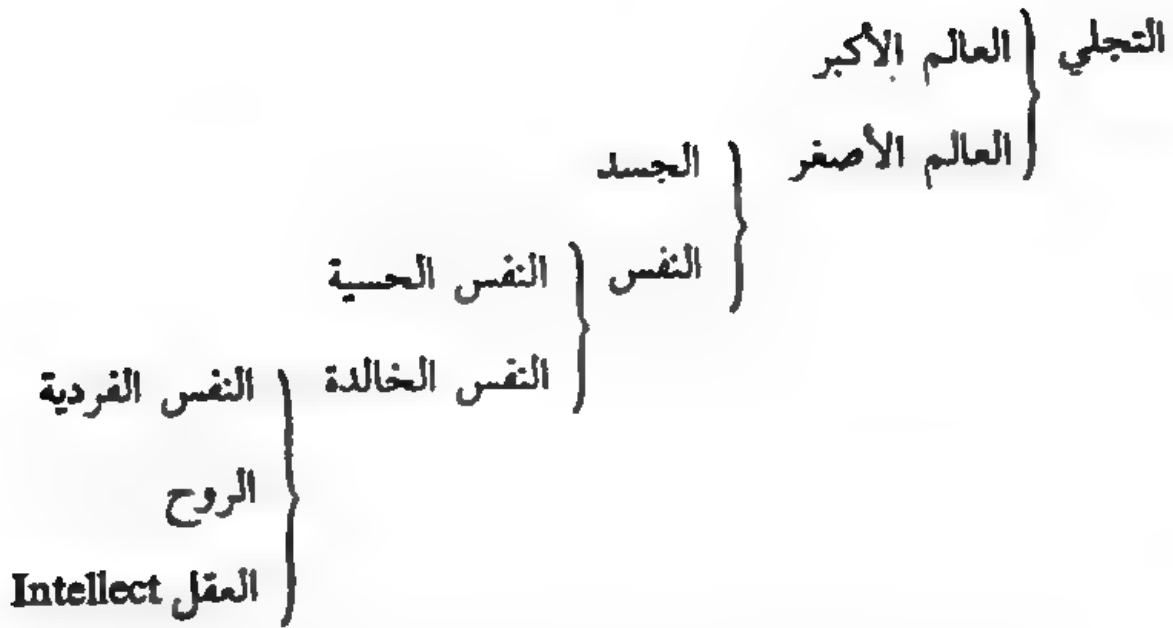 التجلي
العالم الأكبر
العالم الأصغر
الجسد
النفس
النفس الحسية
النفس الخالدة
النفس الفردية
الروح
العقل Intellect